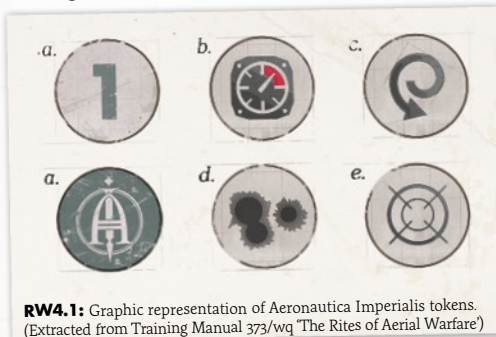 a.
b.
c.
1
a.
d.
e.
RW4.1: Graphic representation of Aeronautica Imperialis tokens.
(Extracted from Training Manual 373/wq ‘The Rites of Aerial Warfare’)